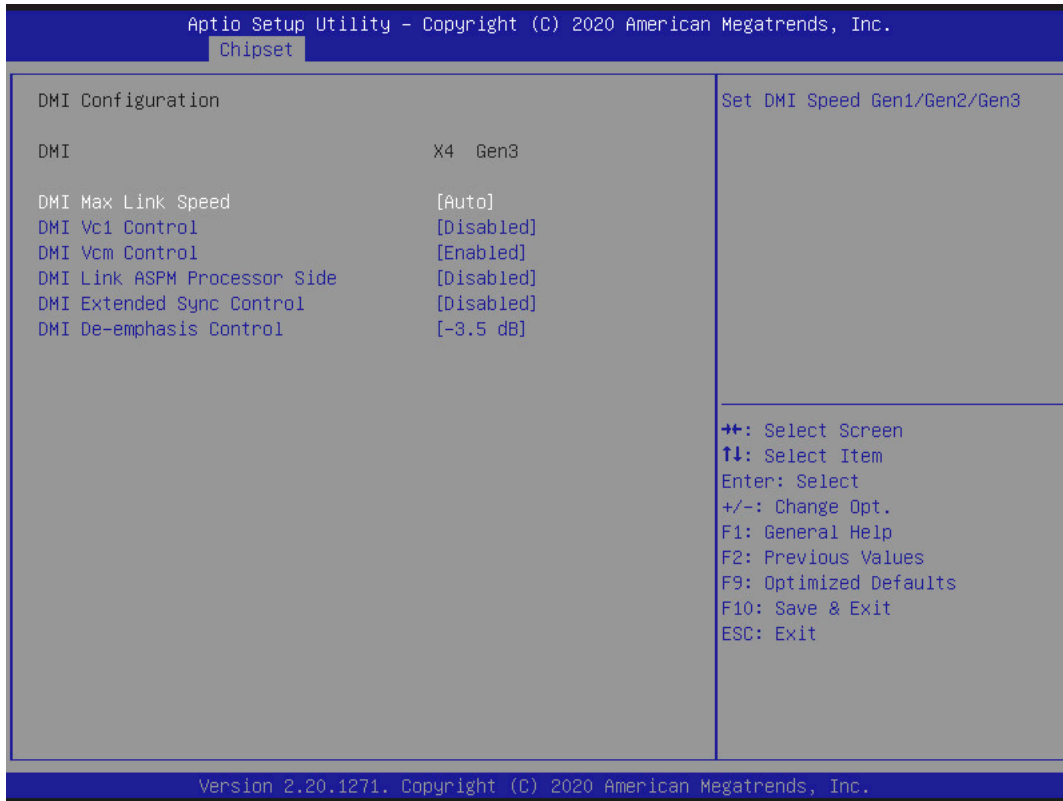 Aptio Setup Utility – Copyright (C) 2020 American Megatrends, Inc.
Chipset
DMI Configuration
DMI X4 Gen3
DMI Max Link Speed [Auto]
DMI Vc1 Control [Disabled]
DMI Vcm Control [Enabled]
DMI Link ASPM Processor Side [Disabled]
DMI Extended Sync Control [Disabled]
DMI De-emphasis Control [-3.5 dB]
Set DMI Speed Gen1/Gen2/Gen3
→←: Select Screen
↑↓: Select Item
Enter: Select
+/-: Change Opt.
F1: General Help
F2: Previous Values
F9: Optimized Defaults
F10: Save & Exit
ESC: Exit
Version 2.20.1271. Copyright (C) 2020 American Megatrends, Inc.